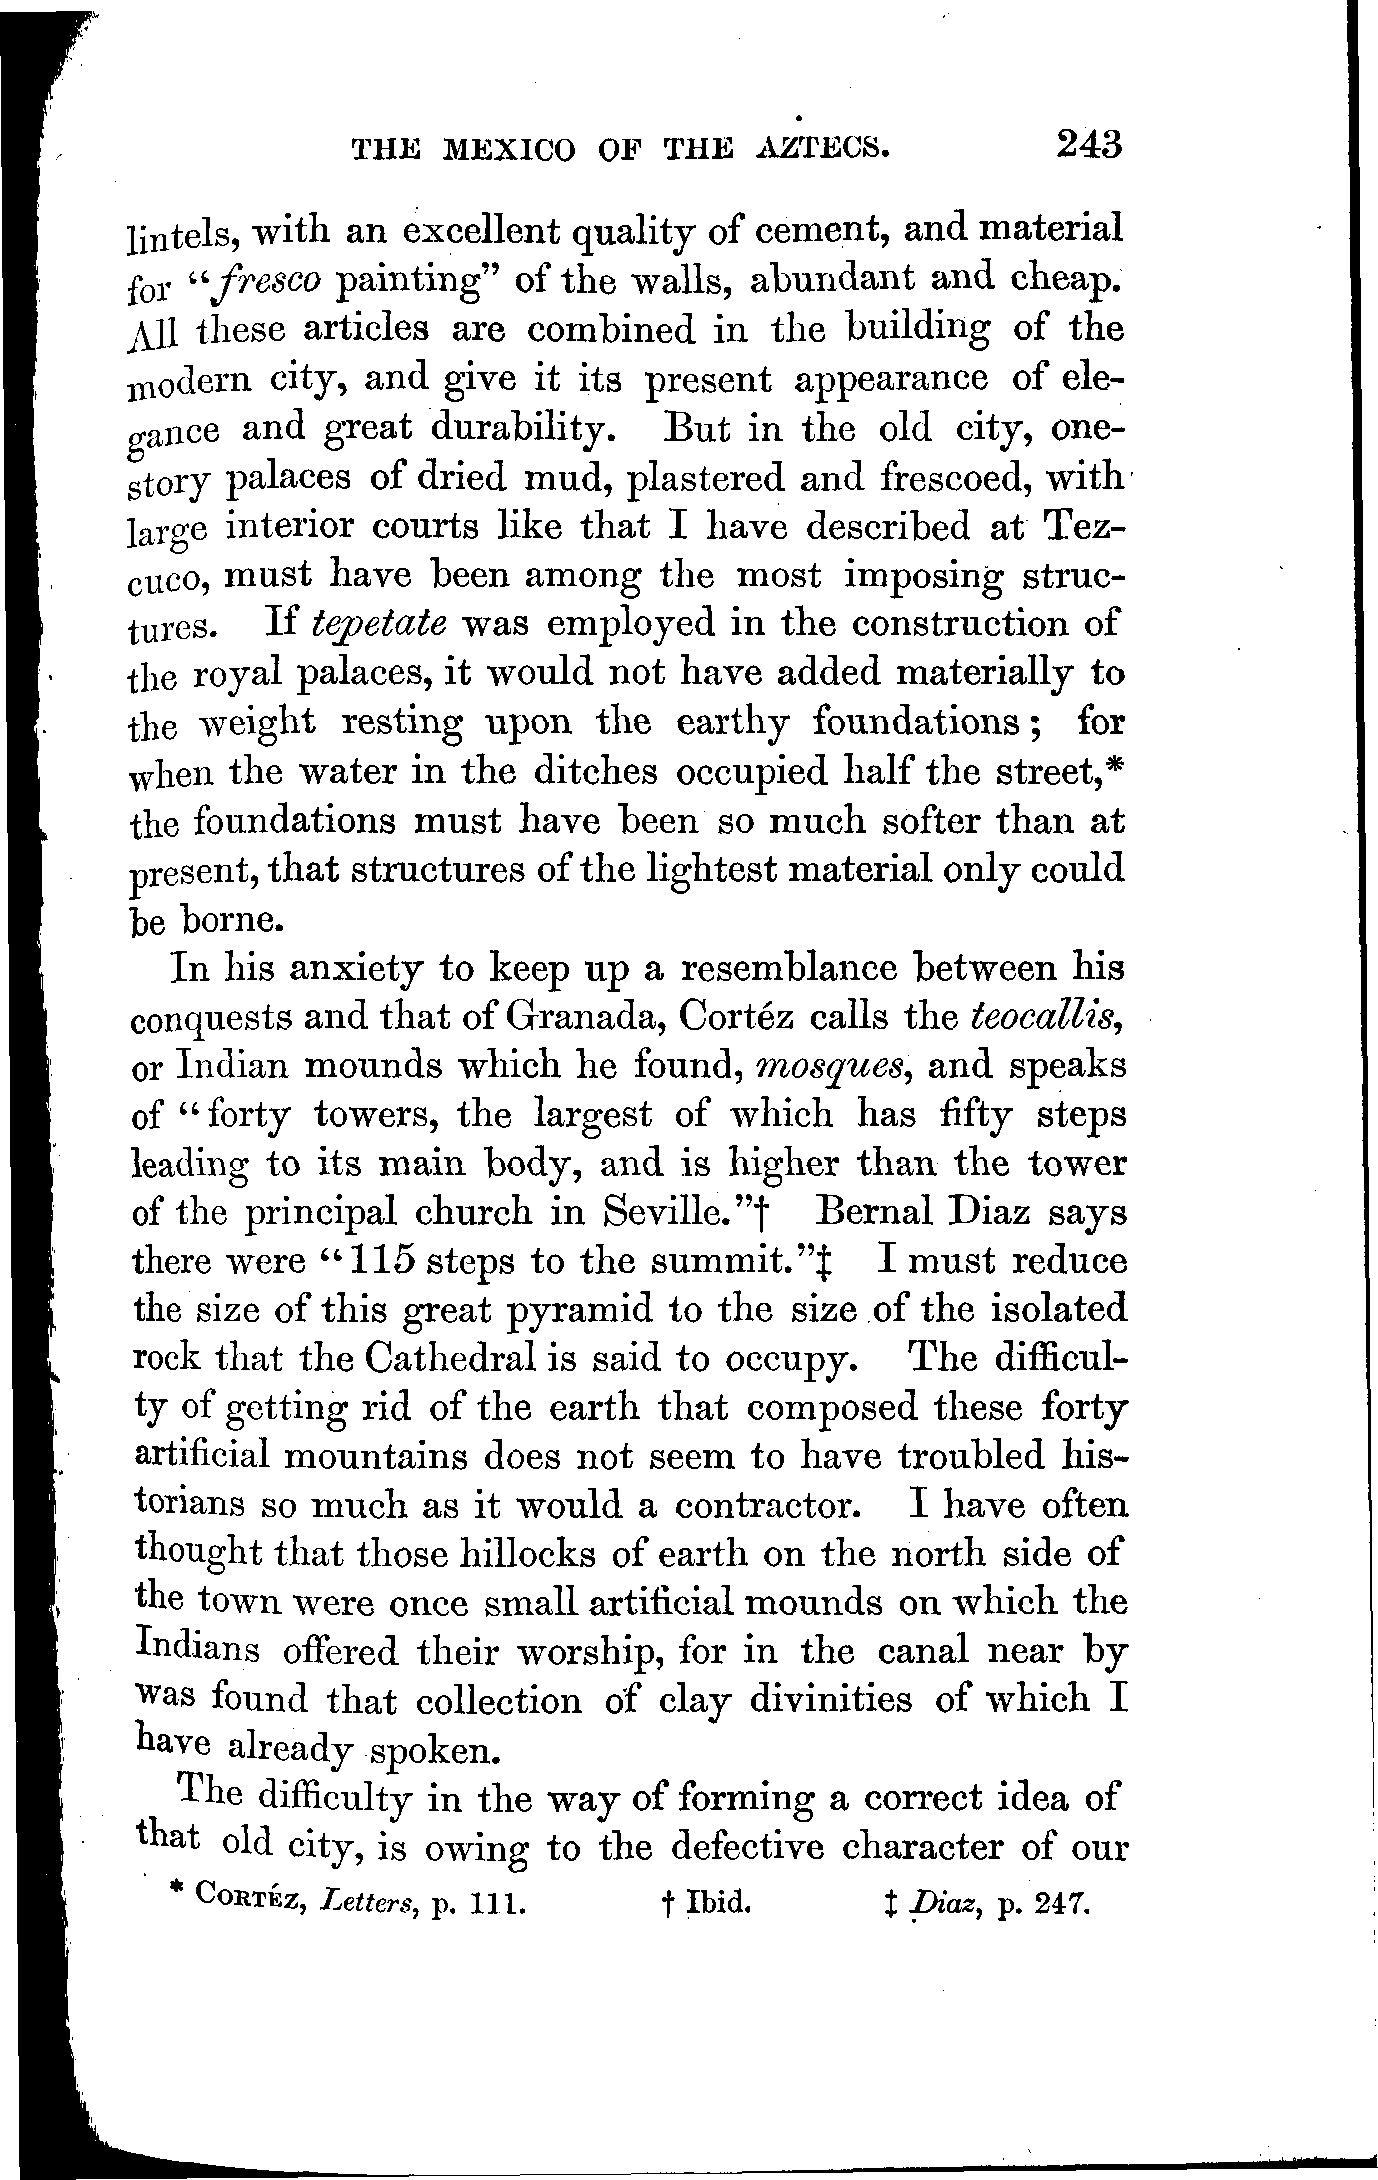 THE MEXICO OF THE AZTECS. 243
lintels, with an excellent quality of cement, and material
for "fresco painting" of the walls, abundant and cheap.
All these articles are combined in the building of the
modern city, and give it its present appearance of ele-
gance and great durability. But in the old city, one-
story palaces of dried mud, plastered and frescoed, with
large interior courts like that I have described at Tez-
cuco, must have been among the most imposing struc-
tures. If tepetate was employed in the construction of
the royal palaces, it would not have added materially to
the weight resting upon the earthy foundations; for
when the water in the ditches occupied half the street,*
the foundations must have been so much softer than at
present, that structures of the lightest material only could
be borne.
In his anxiety to keep up a resemblance between his
conquests and that of Granada, Cortéz calls the teocallis,
or Indian mounds which he found, mosques, and speaks
of "forty towers, the largest of which has fifty steps
leading to its main body, and is higher than the tower
of the principal church in Seville."† Bernal Diaz says
there were "115 steps to the summit."‡ I must reduce
the size of this great pyramid to the size of the isolated
rock that the Cathedral is said to occupy. The difficul-
ty of getting rid of the earth that composed these forty
artificial mountains does not seem to have troubled his-
torians so much as it would a contractor. I have often
thought that those hillocks of earth on the north side of
the town were once small artificial mounds on which the
Indians offered their worship, for in the canal near by
was found that collection of clay divinities of which I
have already spoken.
The difficulty in the way of forming a correct idea of
that old city, is owing to the defective character of our
* CORTÉZ, Letters, p. 111. † Ibid. ‡ Diaz, p. 247.